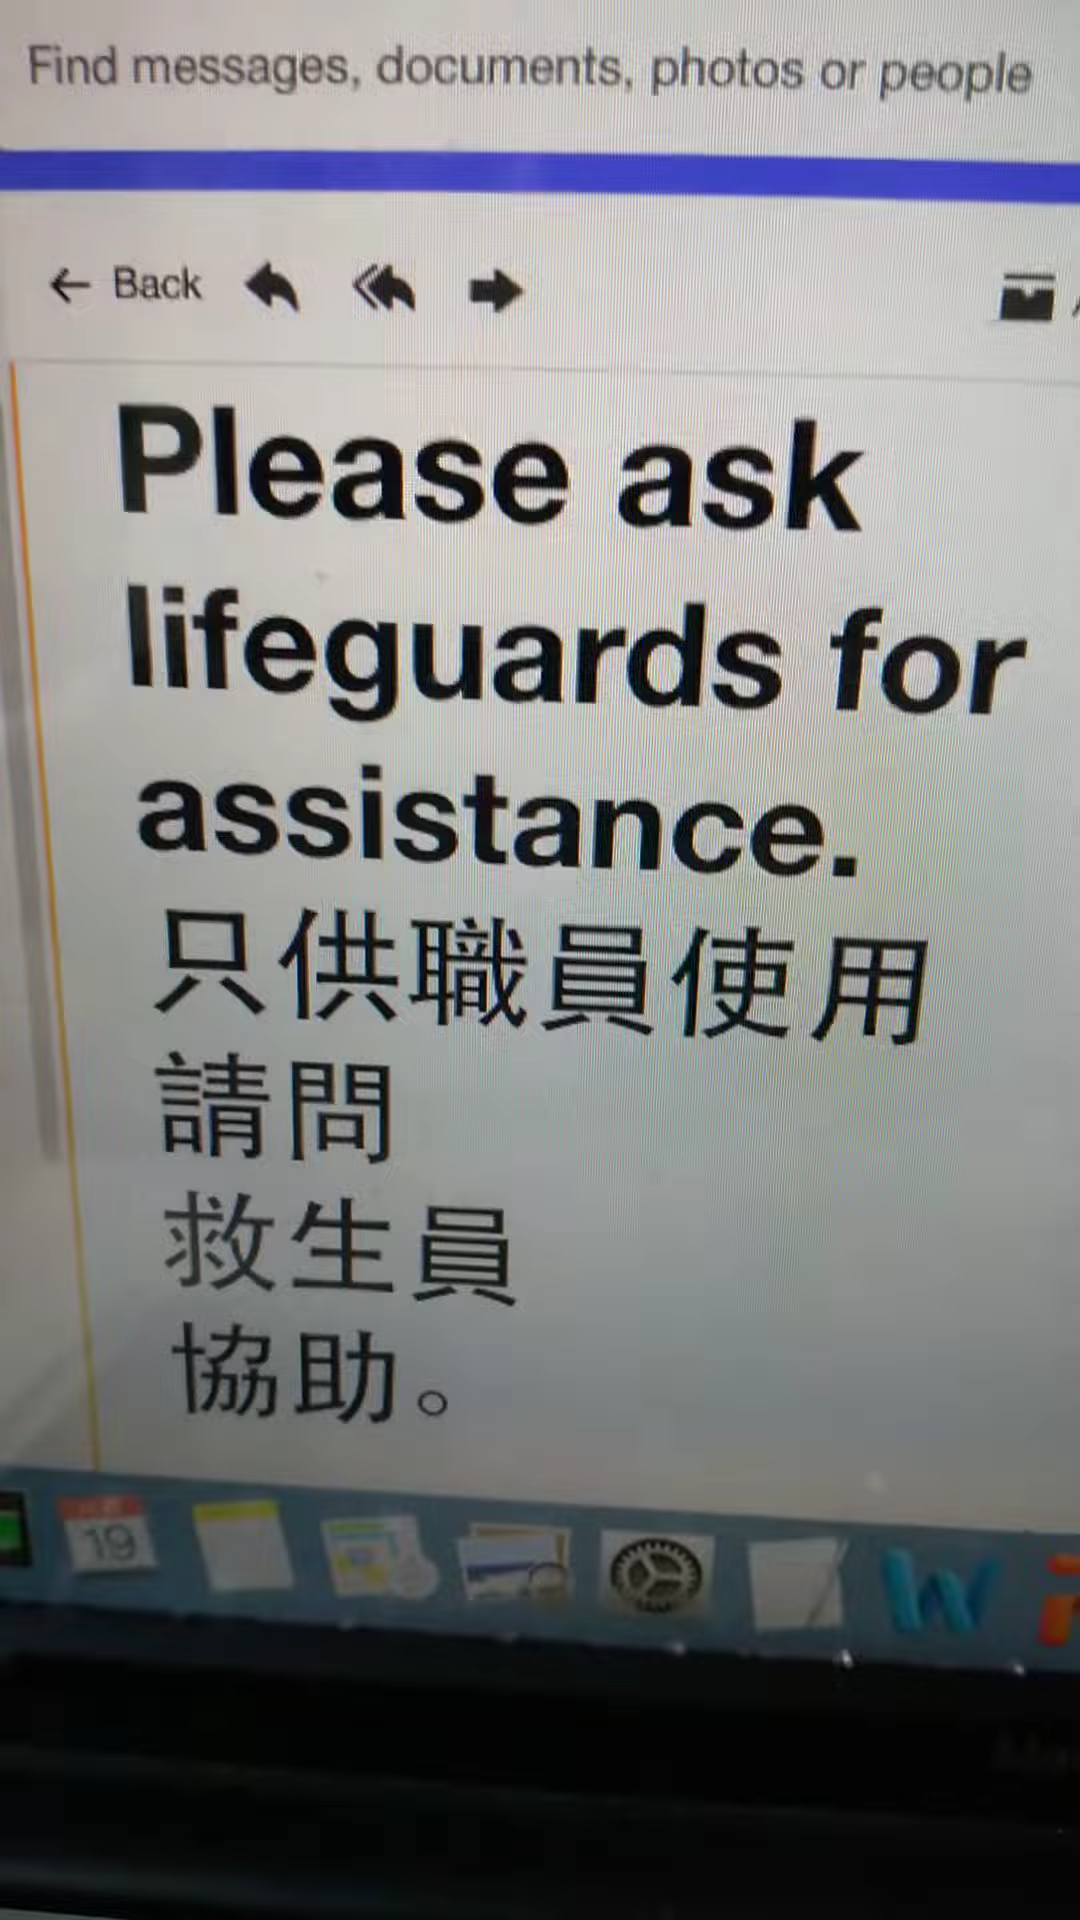 Find messages, documents, photos or people
Back
Please ask
lifeguards for
assistance.
只供職員使用
請問
救生員
協助。
19
W